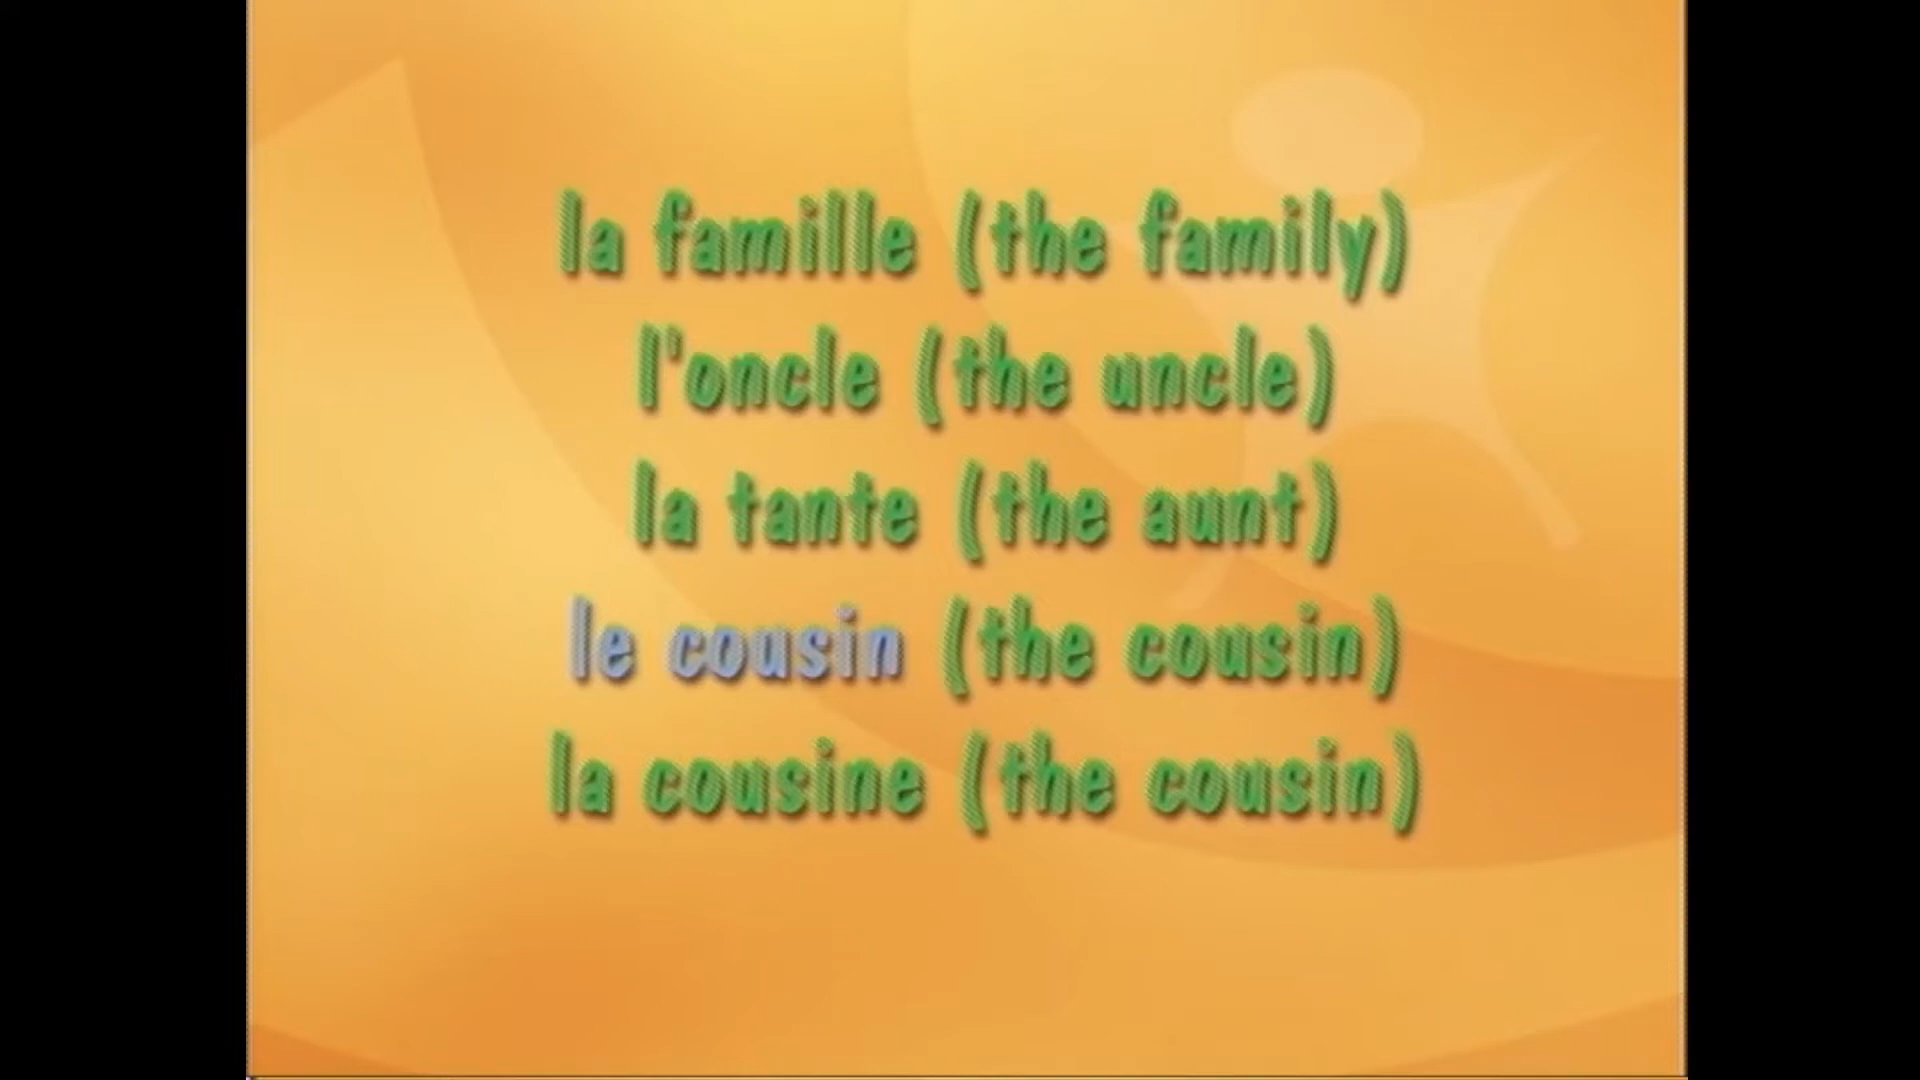 la famille (the family)
l'oncle (the uncle)
la tante (the aunt)
le cousin (the cousin)
la cousine (the cousin)